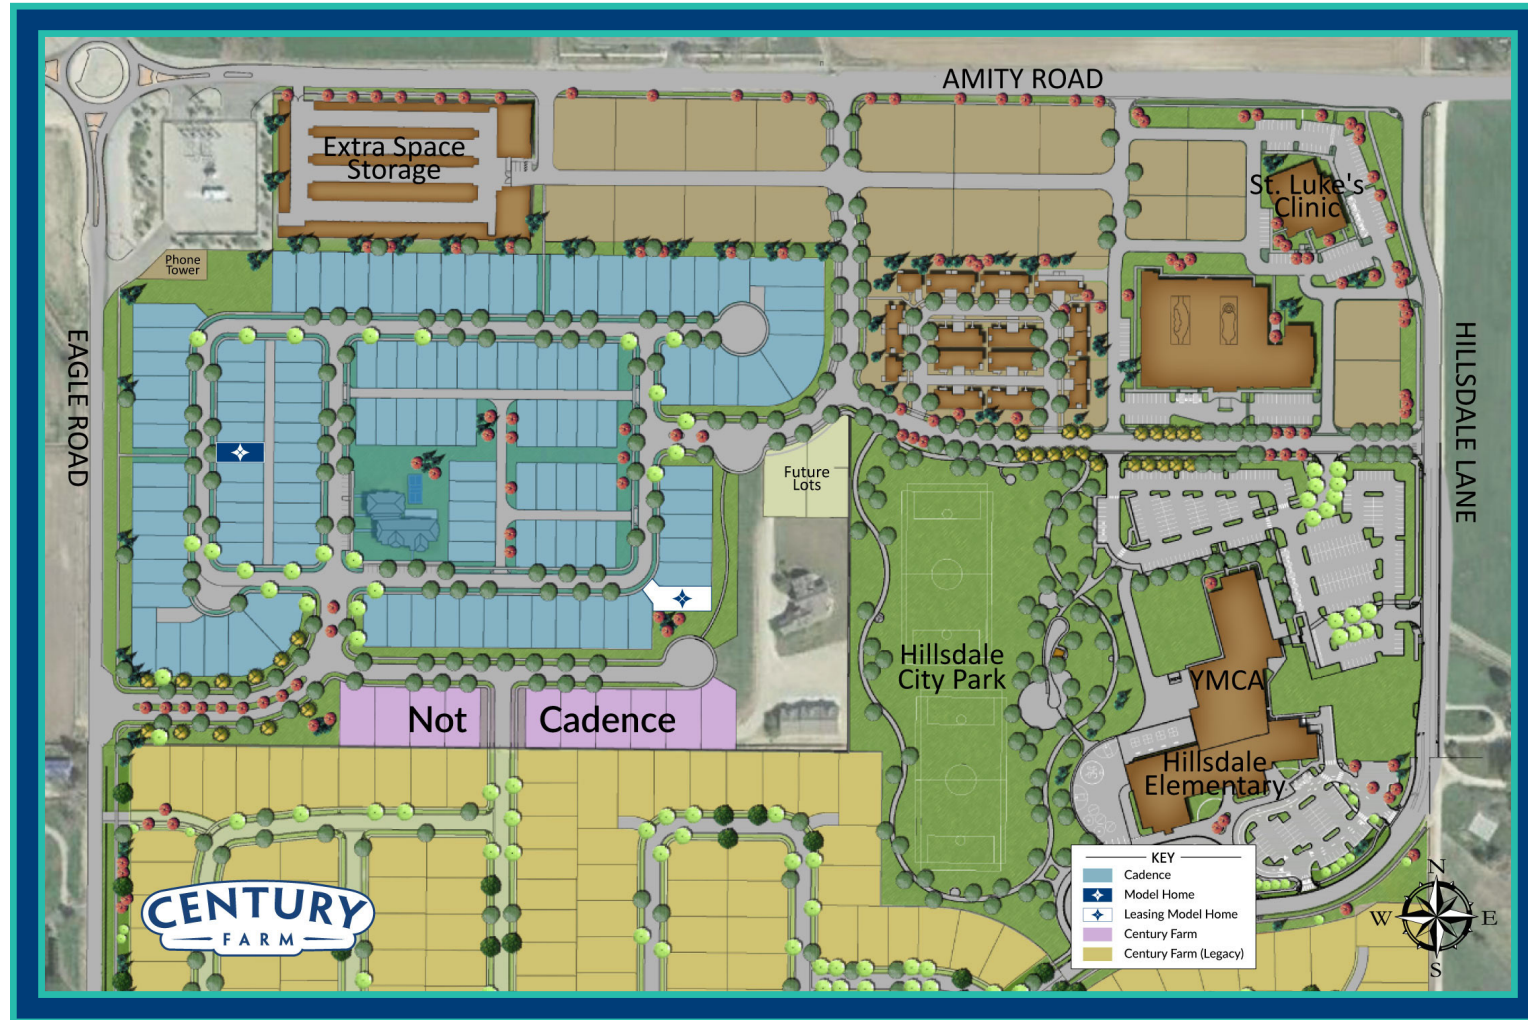 AMITY ROAD
Extra Space
Storage
St. Luke's
Clinic
Phone
Tower
EAGLE ROAD
HILLSDALE LANE
Future
Lots
Hillsdale
City Park
YMCA
Not Cadence
Hillsdale
Elementary
KEY
Cadence
Model Home
Leasing Model Home
Century Farm
Century Farm (Legacy)
CENTURY
FARM
N
W E
S